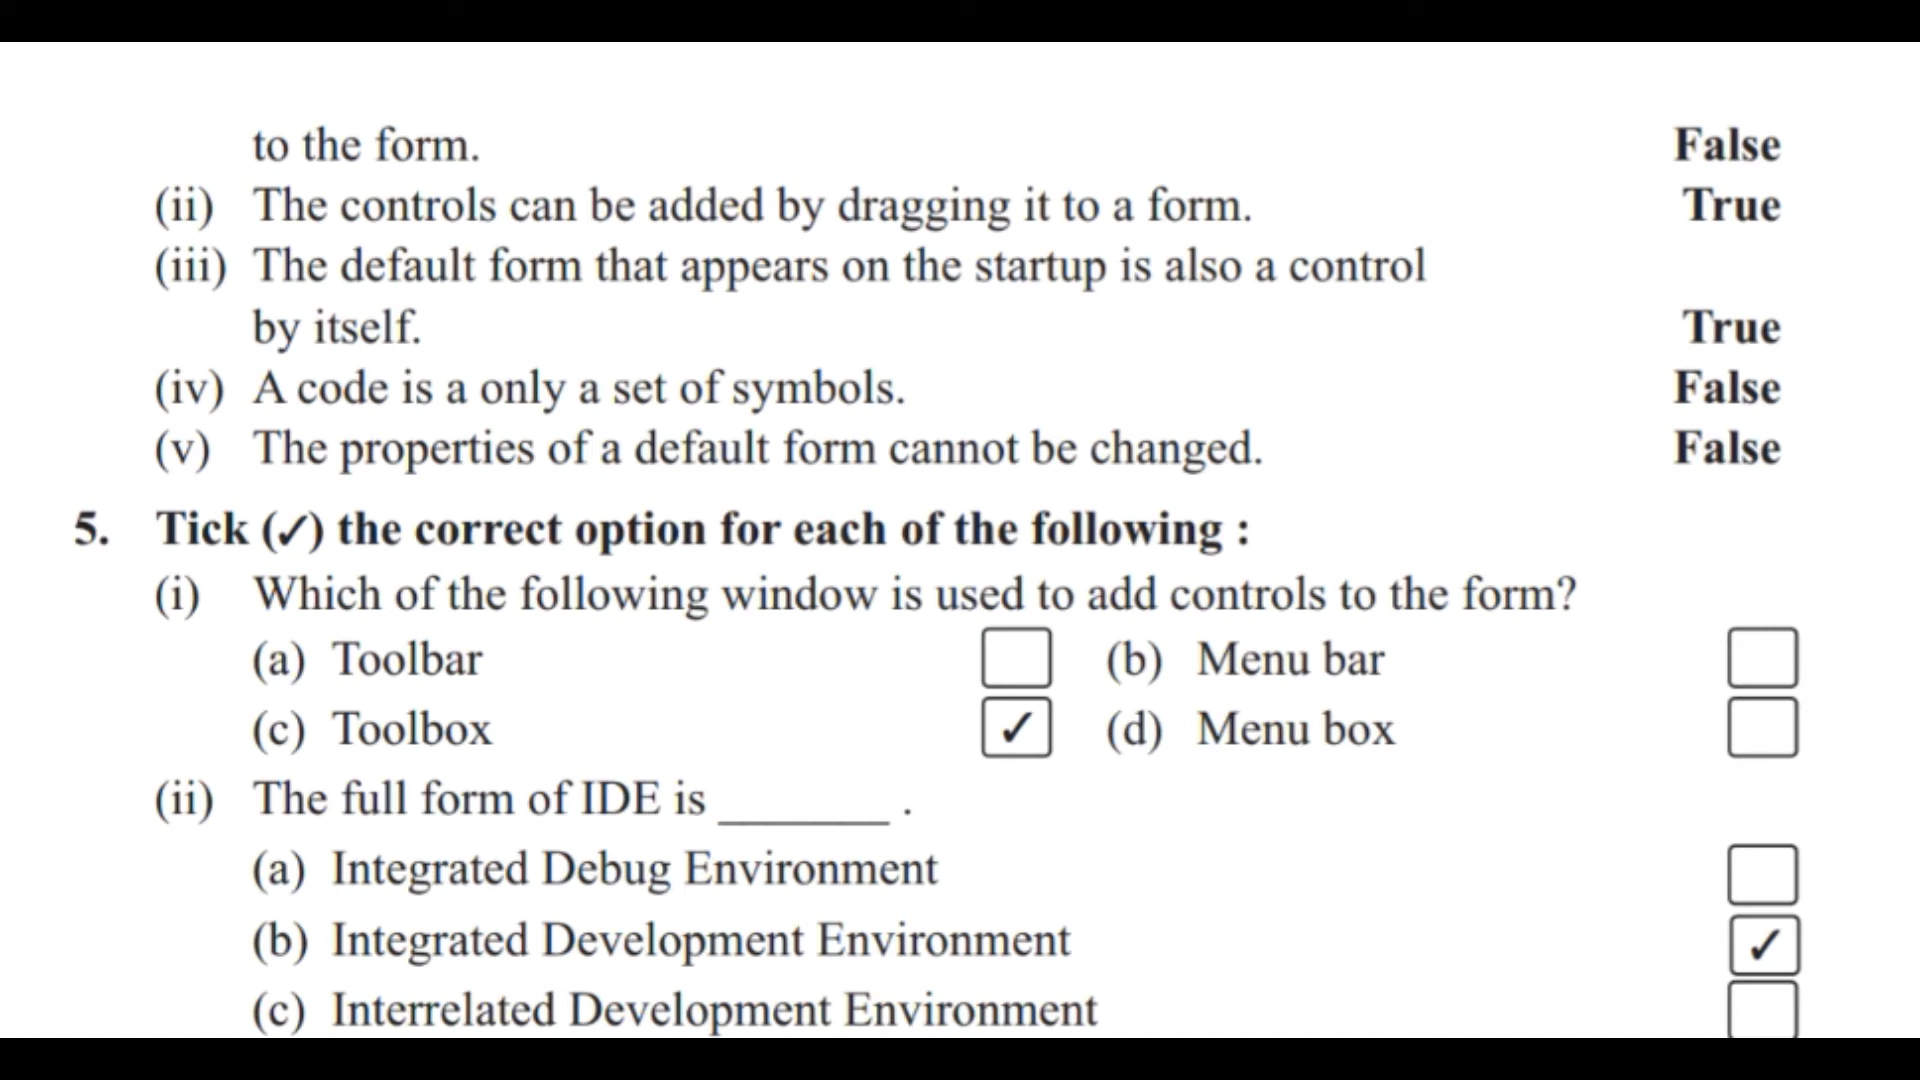 to the form. False
(ii) The controls can be added by dragging it to a form. True
(iii) The default form that appears on the startup is also a control
by itself. True
(iv) A code is a only a set of symbols. False
(v) The properties of a default form cannot be changed. False
5. Tick (✓) the correct option for each of the following :
(i) Which of the following window is used to add controls to the form?
(a) Toolbar (b) Menu bar
(c) Toolbox ✓ (d) Menu box
(ii) The full form of IDE is ________ .
(a) Integrated Debug Environment
(b) Integrated Development Environment ✓
(c) Interrelated Development Environment